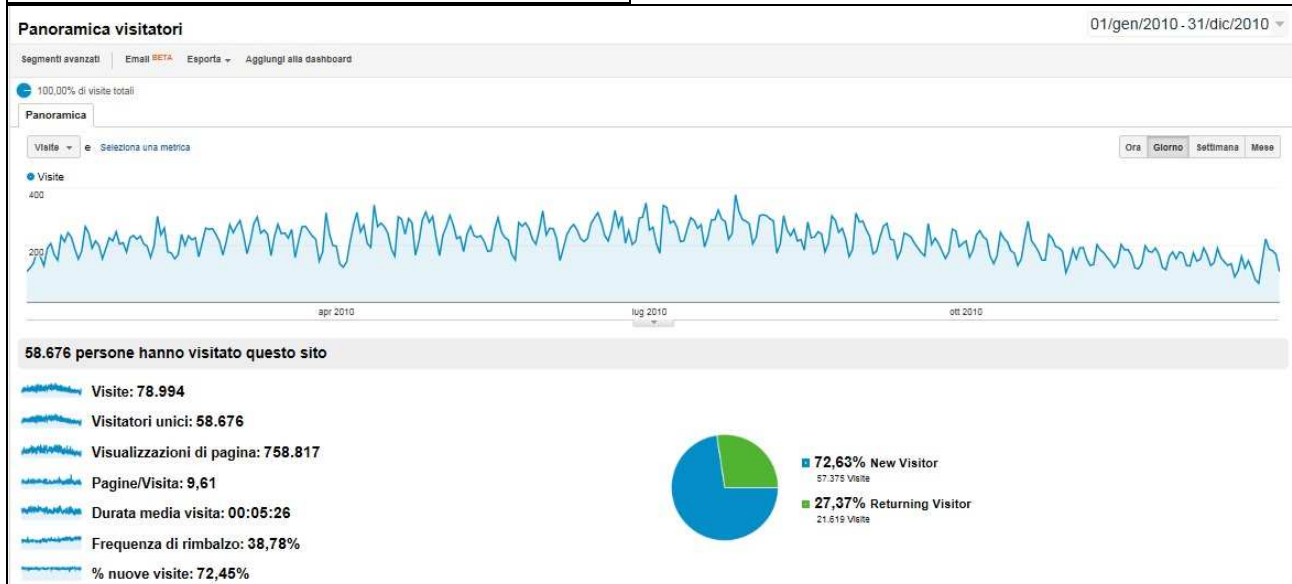 Panoramica visitatori
01/gen/2010 - 31/dic/2010
Segmenti avanzati Email BETA Esporta Aggiungi alla dashboard
100,00% di visite totali
Panoramica
Visite e Seleziona una metrica
Ora Giorno Settimana Mese
Visite
400
200
apr 2010 lug 2010 ott 2010
58.676 persone hanno visitato questo sito
Visite: 78.994
Visitatori unici: 58.676
Visualizzazioni di pagina: 758.817
Pagine/Visita: 9,61
Durata media visita: 00:05:26
Frequenza di rimbalzo: 38,78%
% nuove visite: 72,45%
72,63% New Visitor
57.375 Visite
27,37% Returning Visitor
21.619 Visite